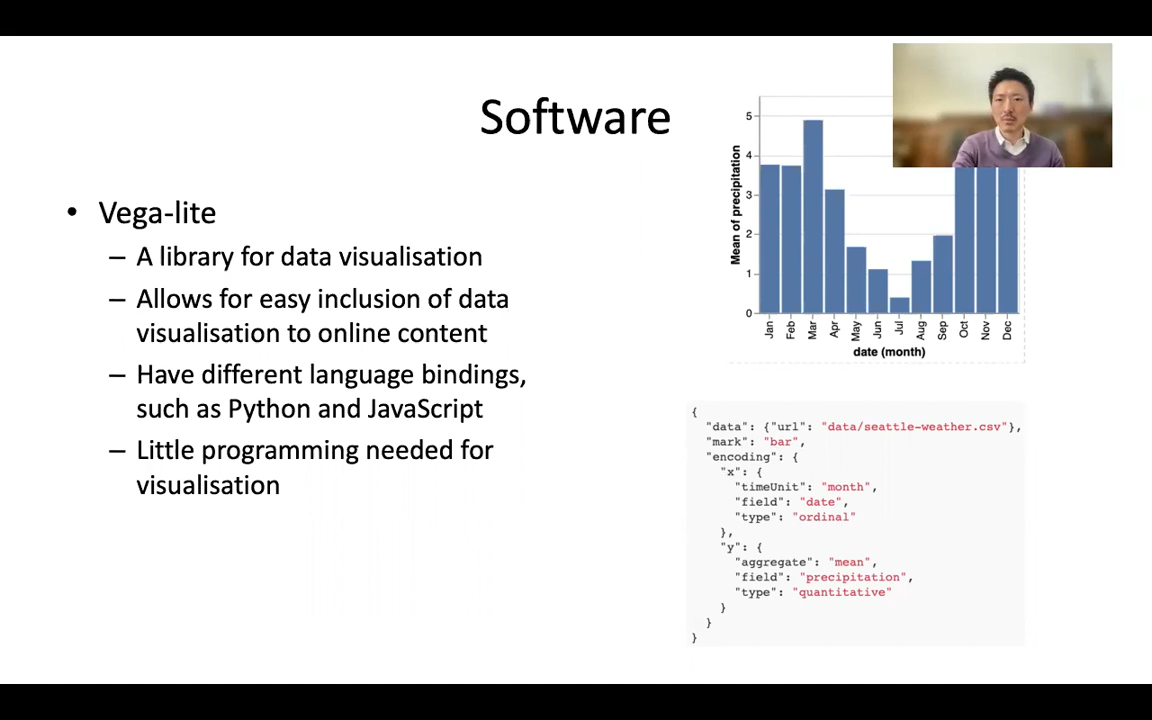 Software
• Vega-lite
– A library for data visualisation
– Allows for easy inclusion of data
visualisation to online content
– Have different language bindings,
such as Python and JavaScript
– Little programming needed for
visualisation
Mean of precipitation
5
4
3
2
1
0
Jan Feb Mar Apr May Jun Jul Aug Sep Oct Nov Dec
date (month)
{
"data": {"url": "data/seattle-weather.csv"},
"mark": "bar",
"encoding": {
"x": {
"timeUnit": "month",
"field": "date",
"type": "ordinal"
},
"y": {
"aggregate": "mean",
"field": "precipitation",
"type": "quantitative"
}
}
}